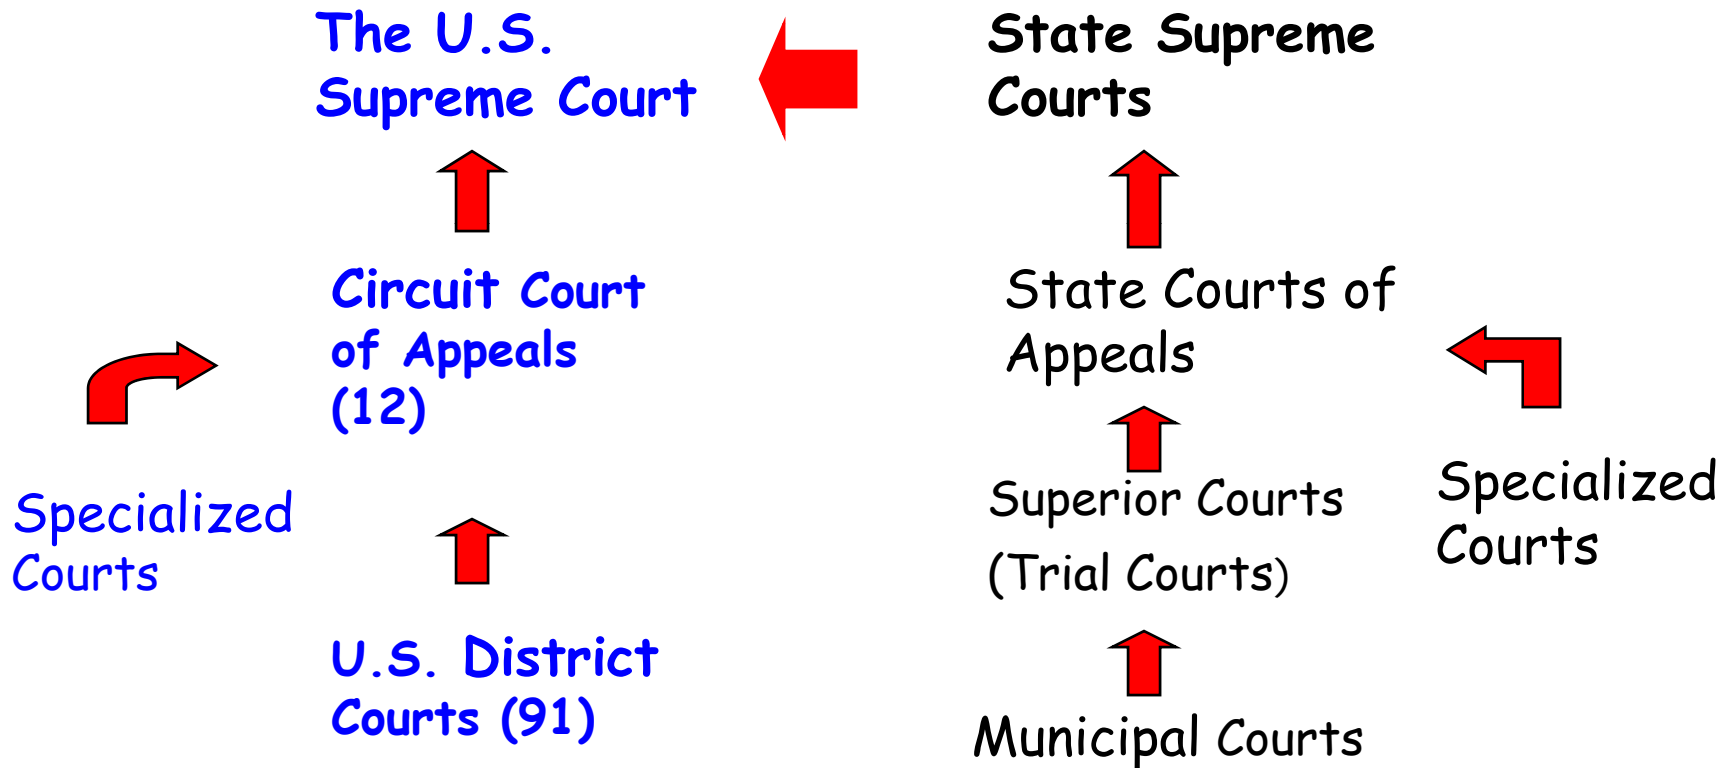 The U.S.
Supreme Court
State Supreme
Courts
Circuit Court
of Appeals
(12)
State Courts of
Appeals
Specialized
Courts
Superior Courts
(Trial Courts)
Specialized
Courts
U.S. District
Courts (91)
Municipal Courts